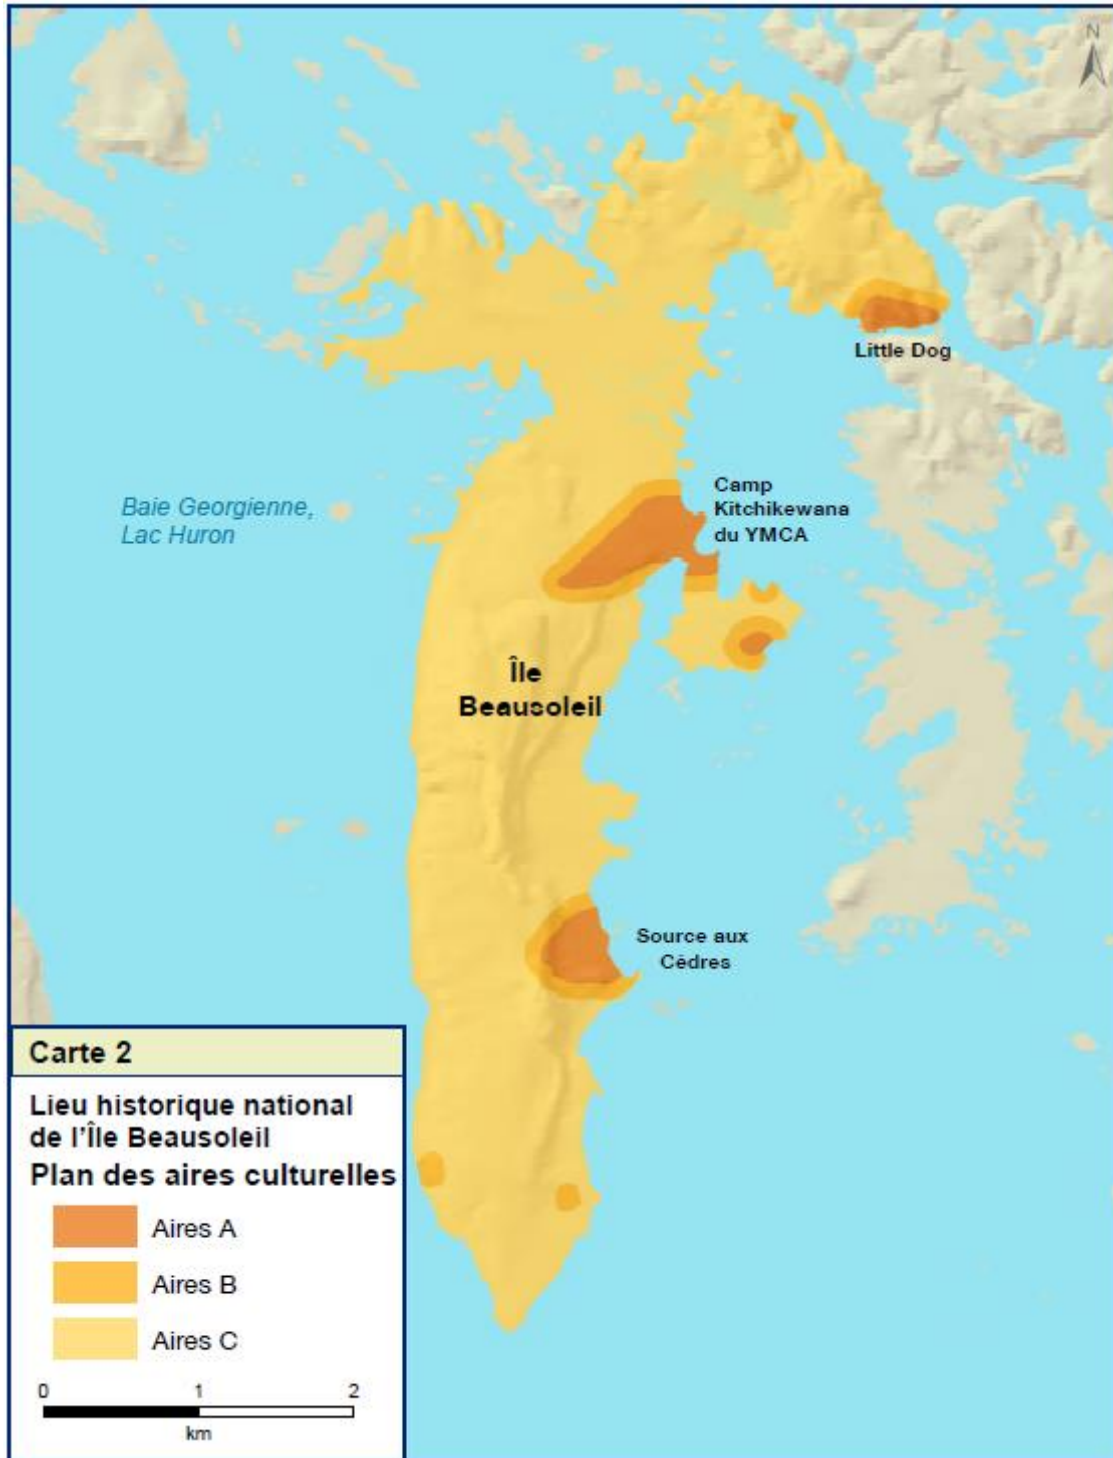 N
Little Dog
Camp
Kitchikewana
du YMCA
Baie Georgienne,
Lac Huron
Île
Beausoleil
Source aux
Cèdres
Carte 2
Lieu historique national
de l'Île Beausoleil
Plan des aires culturelles
Aires A
Aires B
Aires C
0 1 2
km